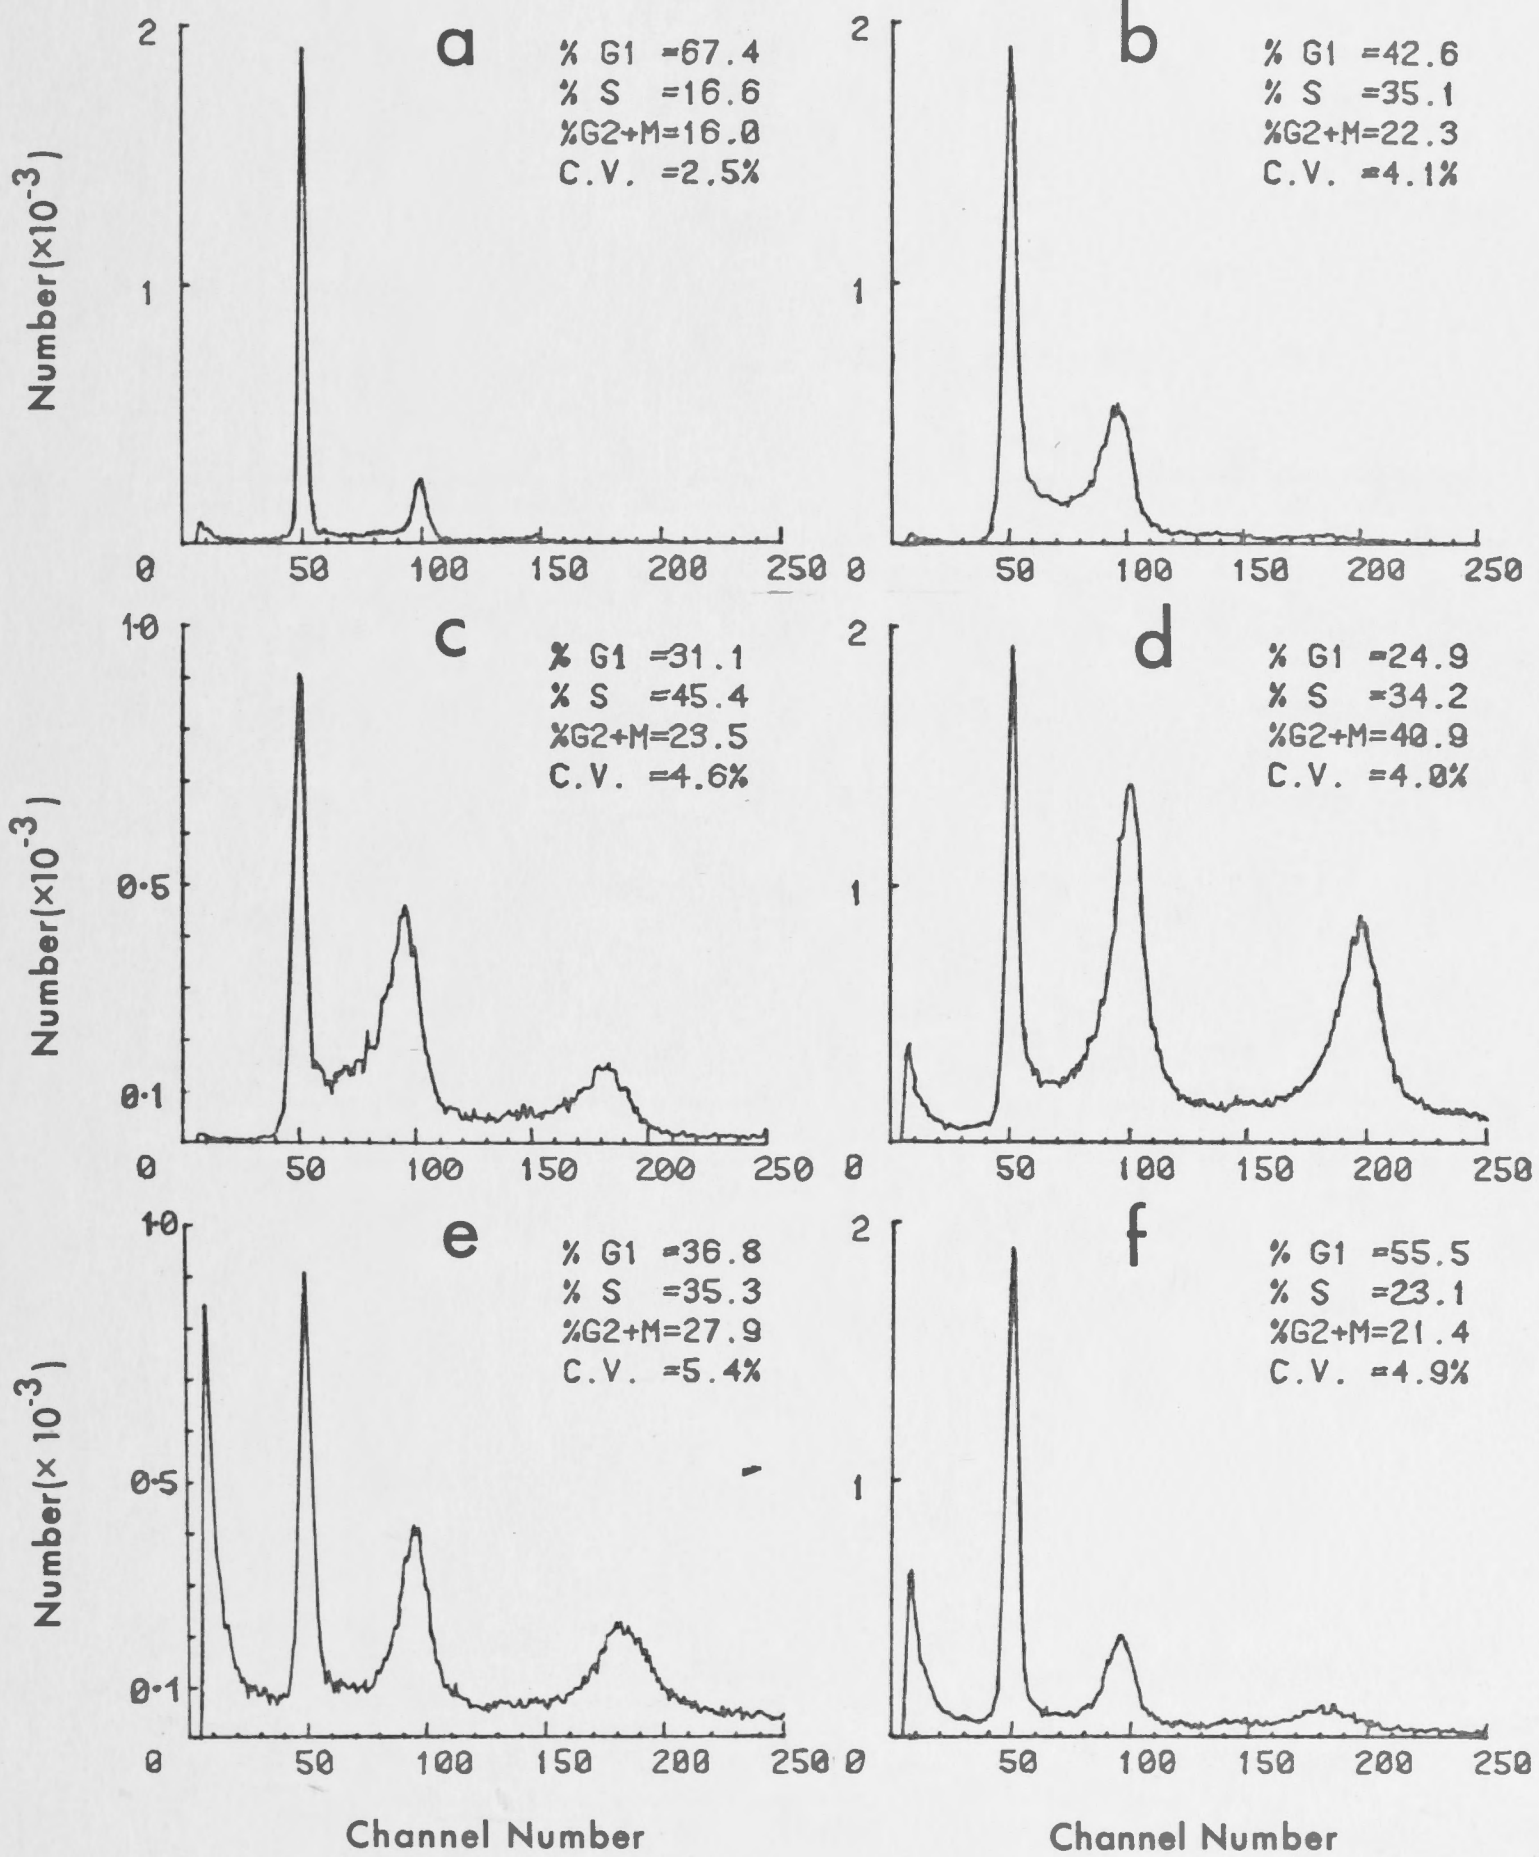 a
% G1 =67.4
% S =16.6
%G2+M=16.0
C.V. =2.5%
Number(×10⁻³)
2
1
0 50 100 150 200 250
b
% G1 =42.6
% S =35.1
%G2+M=22.3
C.V. =4.1%
2
1
0 50 100 150 200 250
c
% G1 =31.1
% S =45.4
%G2+M=23.5
C.V. =4.6%
Number(×10⁻³)
1·0
0·5
0·1
0 50 100 150 200 250
d
% G1 =24.9
% S =34.2
%G2+M=40.9
C.V. =4.0%
2
1
0 50 100 150 200 250
e
% G1 =36.8
% S =35.3
%G2+M=27.9
C.V. =5.4%
Number(× 10⁻³)
1·0
0·5
0·1
0 50 100 150 200 250
Channel Number
f
% G1 =55.5
% S =23.1
%G2+M=21.4
C.V. =4.9%
2
1
0 50 100 150 200 250
Channel Number